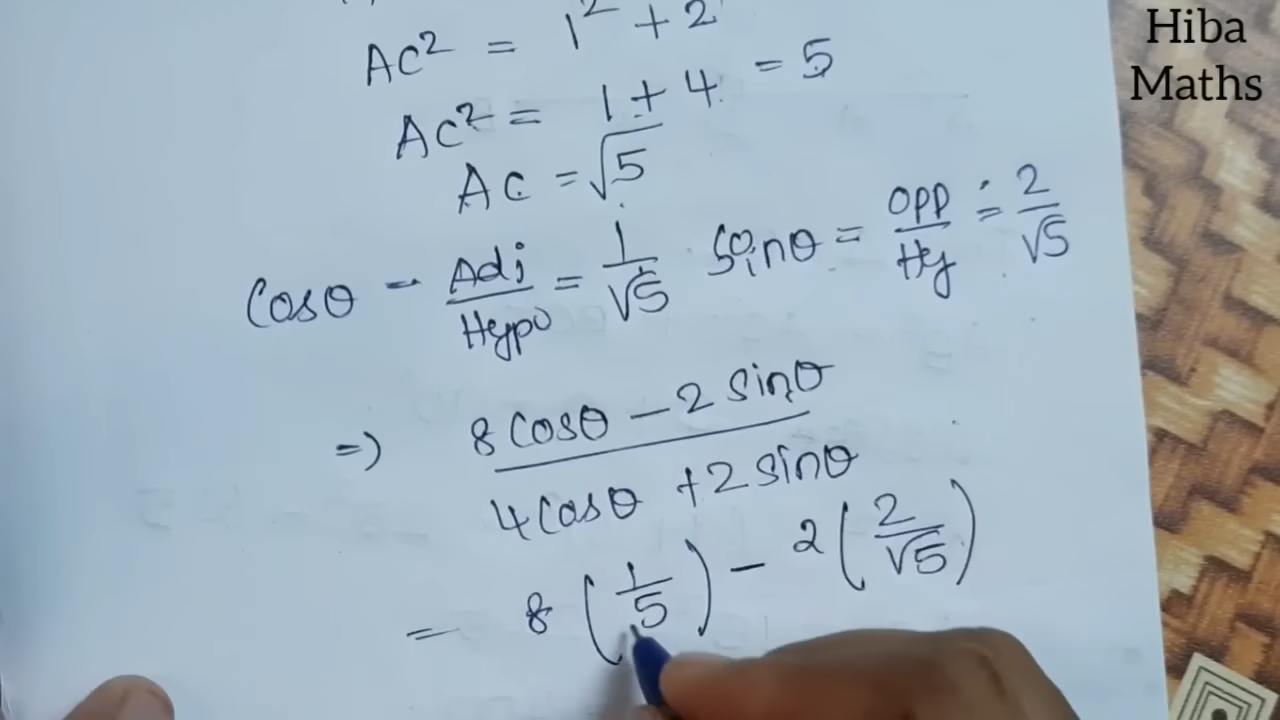 Hiba
Maths
AC² = 1² + 2
AC² = 1 + 4 = 5
AC = √5
Cosθ - Adj/Hypo = 1/√5 Sinθ = opp/Hy = 2/√5
=) 8 Cosθ - 2 Sinθ / 4 Cosθ + 2 Sinθ
= 8 (1/5) - 2 (2/√5)